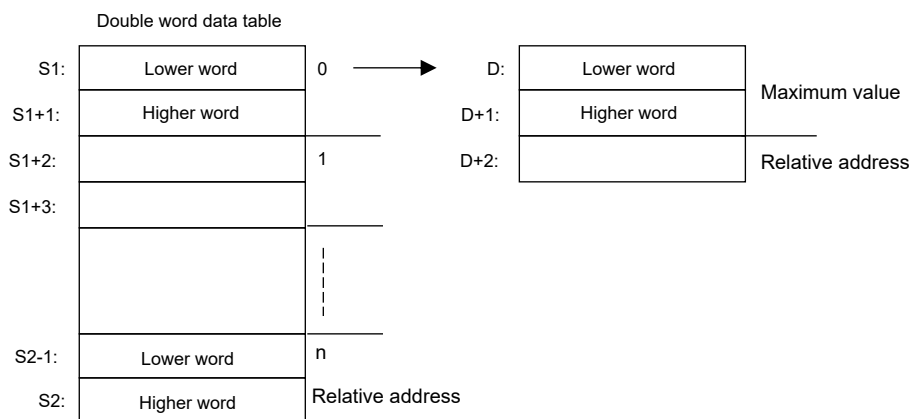 Double word data table
S1: Lower word 0 D: Lower word
Maximum value
S1+1: Higher word D+1: Higher word
S1+2: 1 D+2: Relative address
S1+3:
S2-1: Lower word n
S2: Higher word Relative address